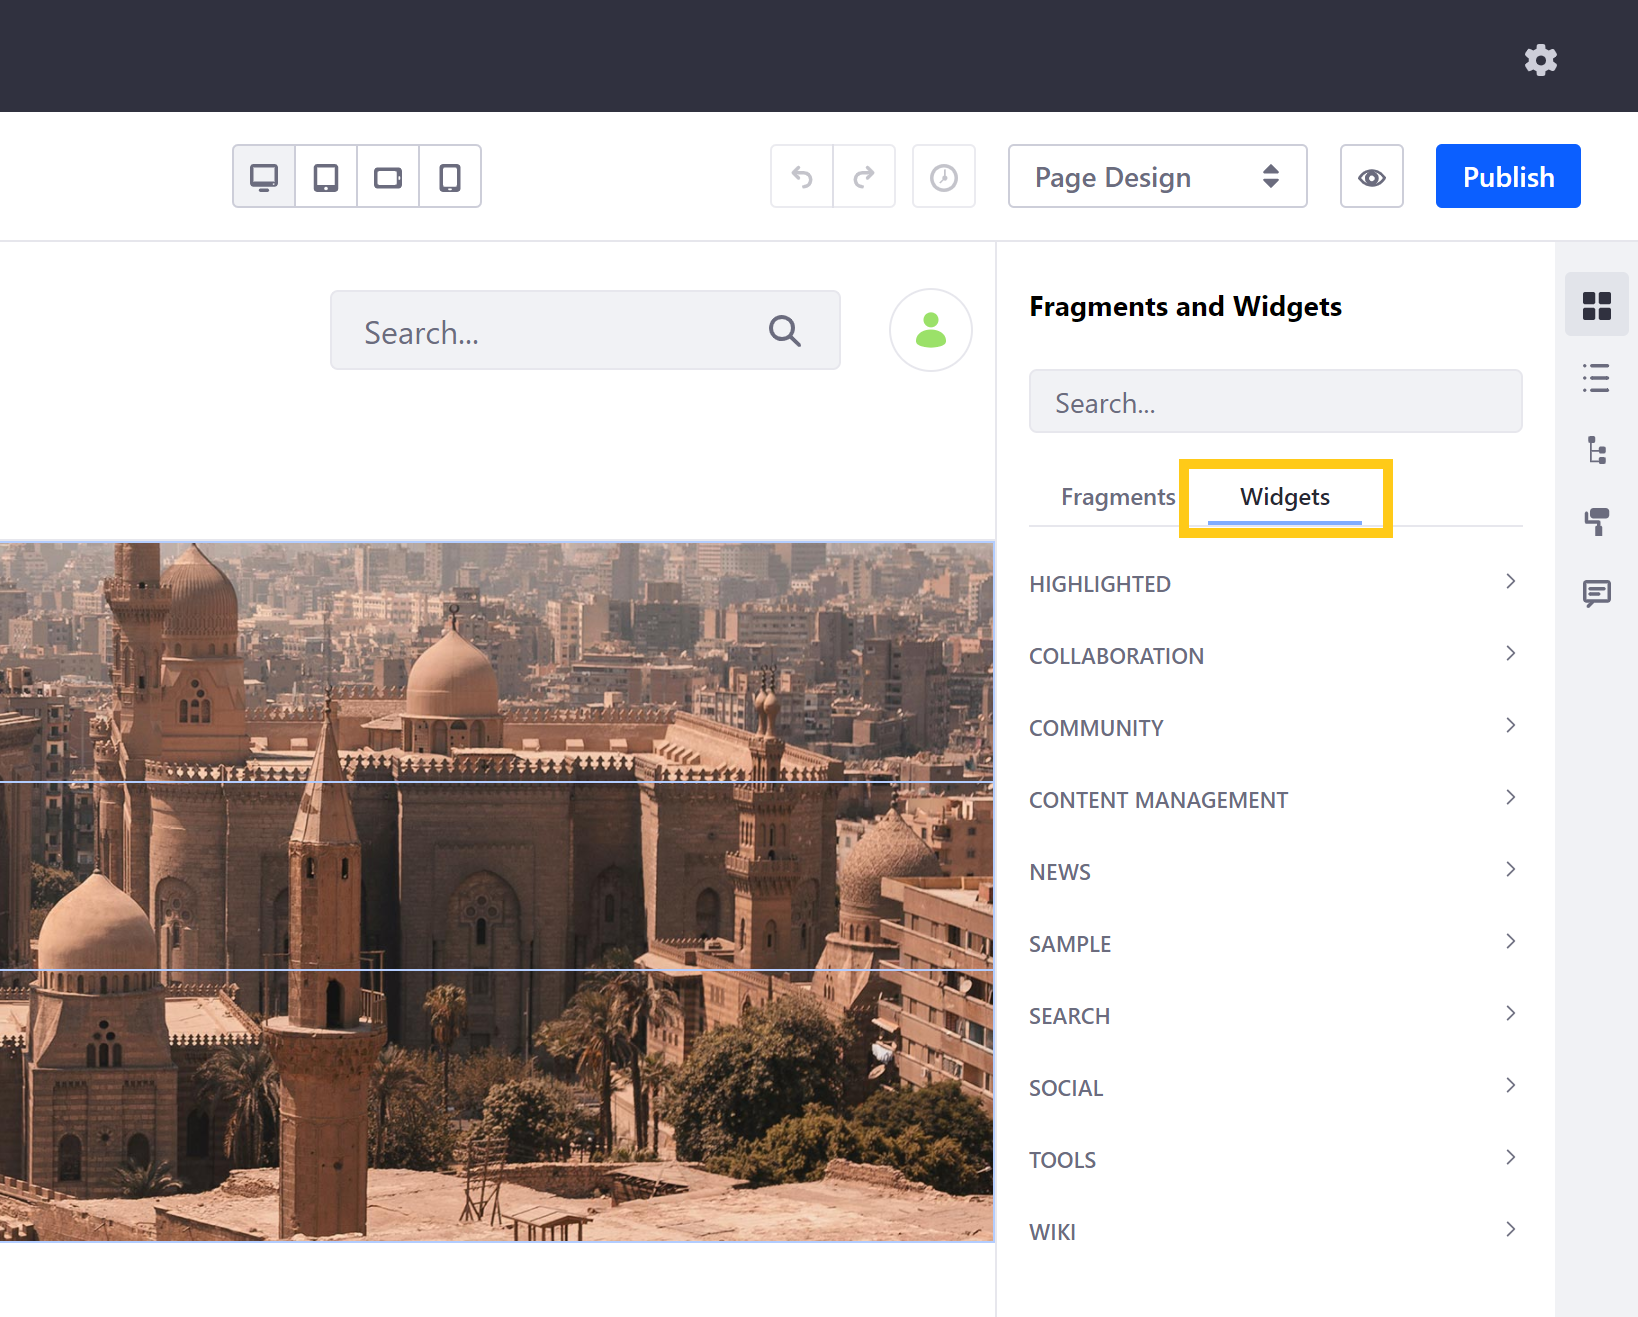 Page Design
Publish
Search...
Fragments and Widgets
Search...
Fragments
Widgets
HIGHLIGHTED
COLLABORATION
COMMUNITY
CONTENT MANAGEMENT
NEWS
SAMPLE
SEARCH
SOCIAL
TOOLS
WIKI